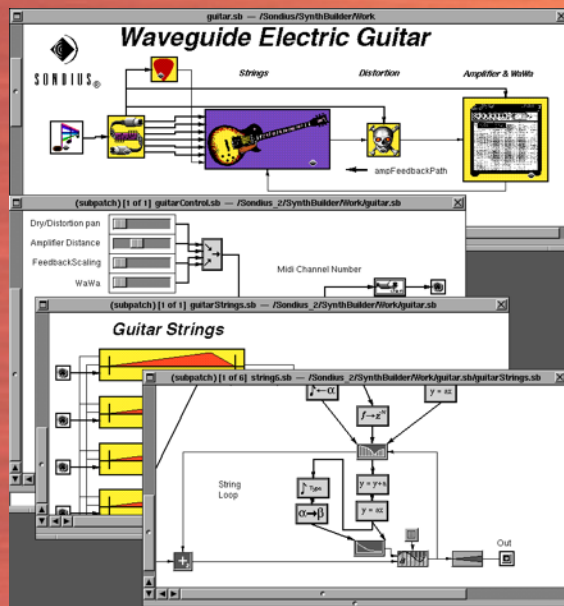 guitar.sb — /Sondius/SynthBuilder/Work
Waveguide Electric Guitar
SONDIUS®
Strings
Distortion
Amplifier & WaWa
ampFeedbackPath
(subpatch) [1 of 1] guitarControl.sb — /Sondius_2/SynthBuilder/Work/guitar.sb
Dry/Distortion pan
Amplifier Distance
FeedbackScaling
WaWa
Midi Channel Number
(subpatch) [1 of 1] guitarStrings.sb — /Sondius_2/SynthBuilder/Work/guitar.sb
Guitar Strings
(subpatch) [1 of 6] string6.sb — /Sondius_2/SynthBuilder/Work/guitar.sb/guitarStrings.sb
♪←α
y = αx
String
Loop
Type
y = y+n
α→β
y = αx
Out